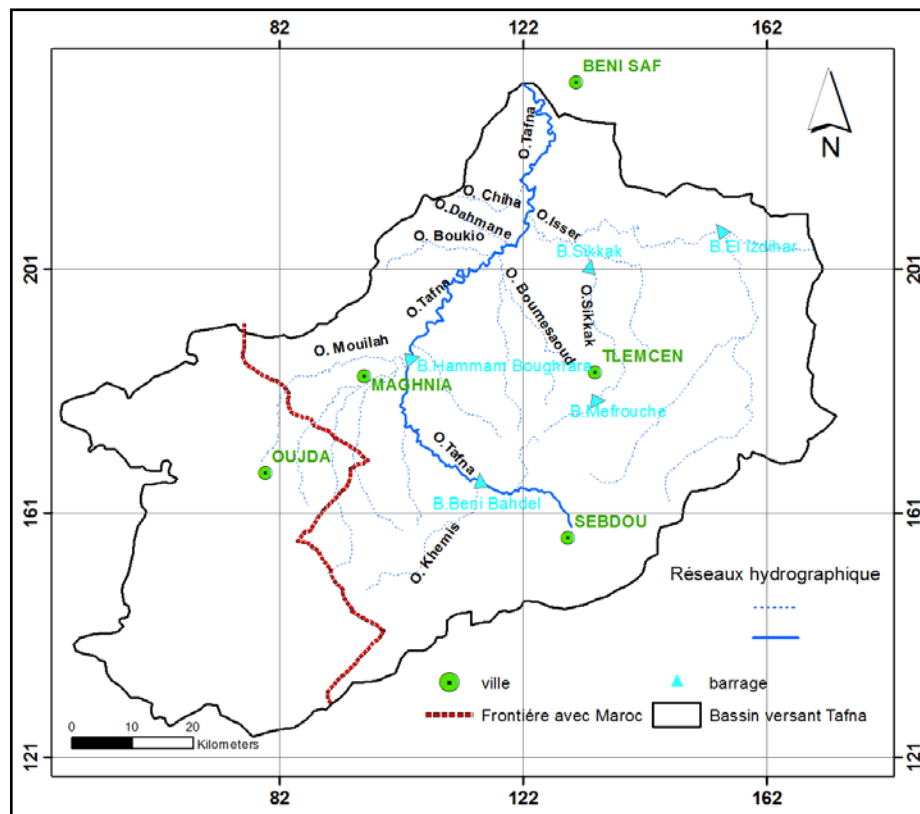 82 122 162
BENI SAF
N
O.Tafna
O. Chiha
O.Dahmane
O.Isser
O. Boukio
B.Sikkak
B.El Izdihar
201 201
O.Tafna
O. Boumesaoud
O.Sikkak
O. Mouilah
TLEMCEN
B.Hammam Boughrara
MAGHNIA
B.Mefrouche
O.Tafna
OUJDA
B.Beni Bahdel
161 161
SEBDOU
O. Khemis
Réseaux hydrographique
ville
barrage
Frontiére avec Maroc
Bassin versant Tafna
0 10 20
Kilometers
121 121
82 122 162